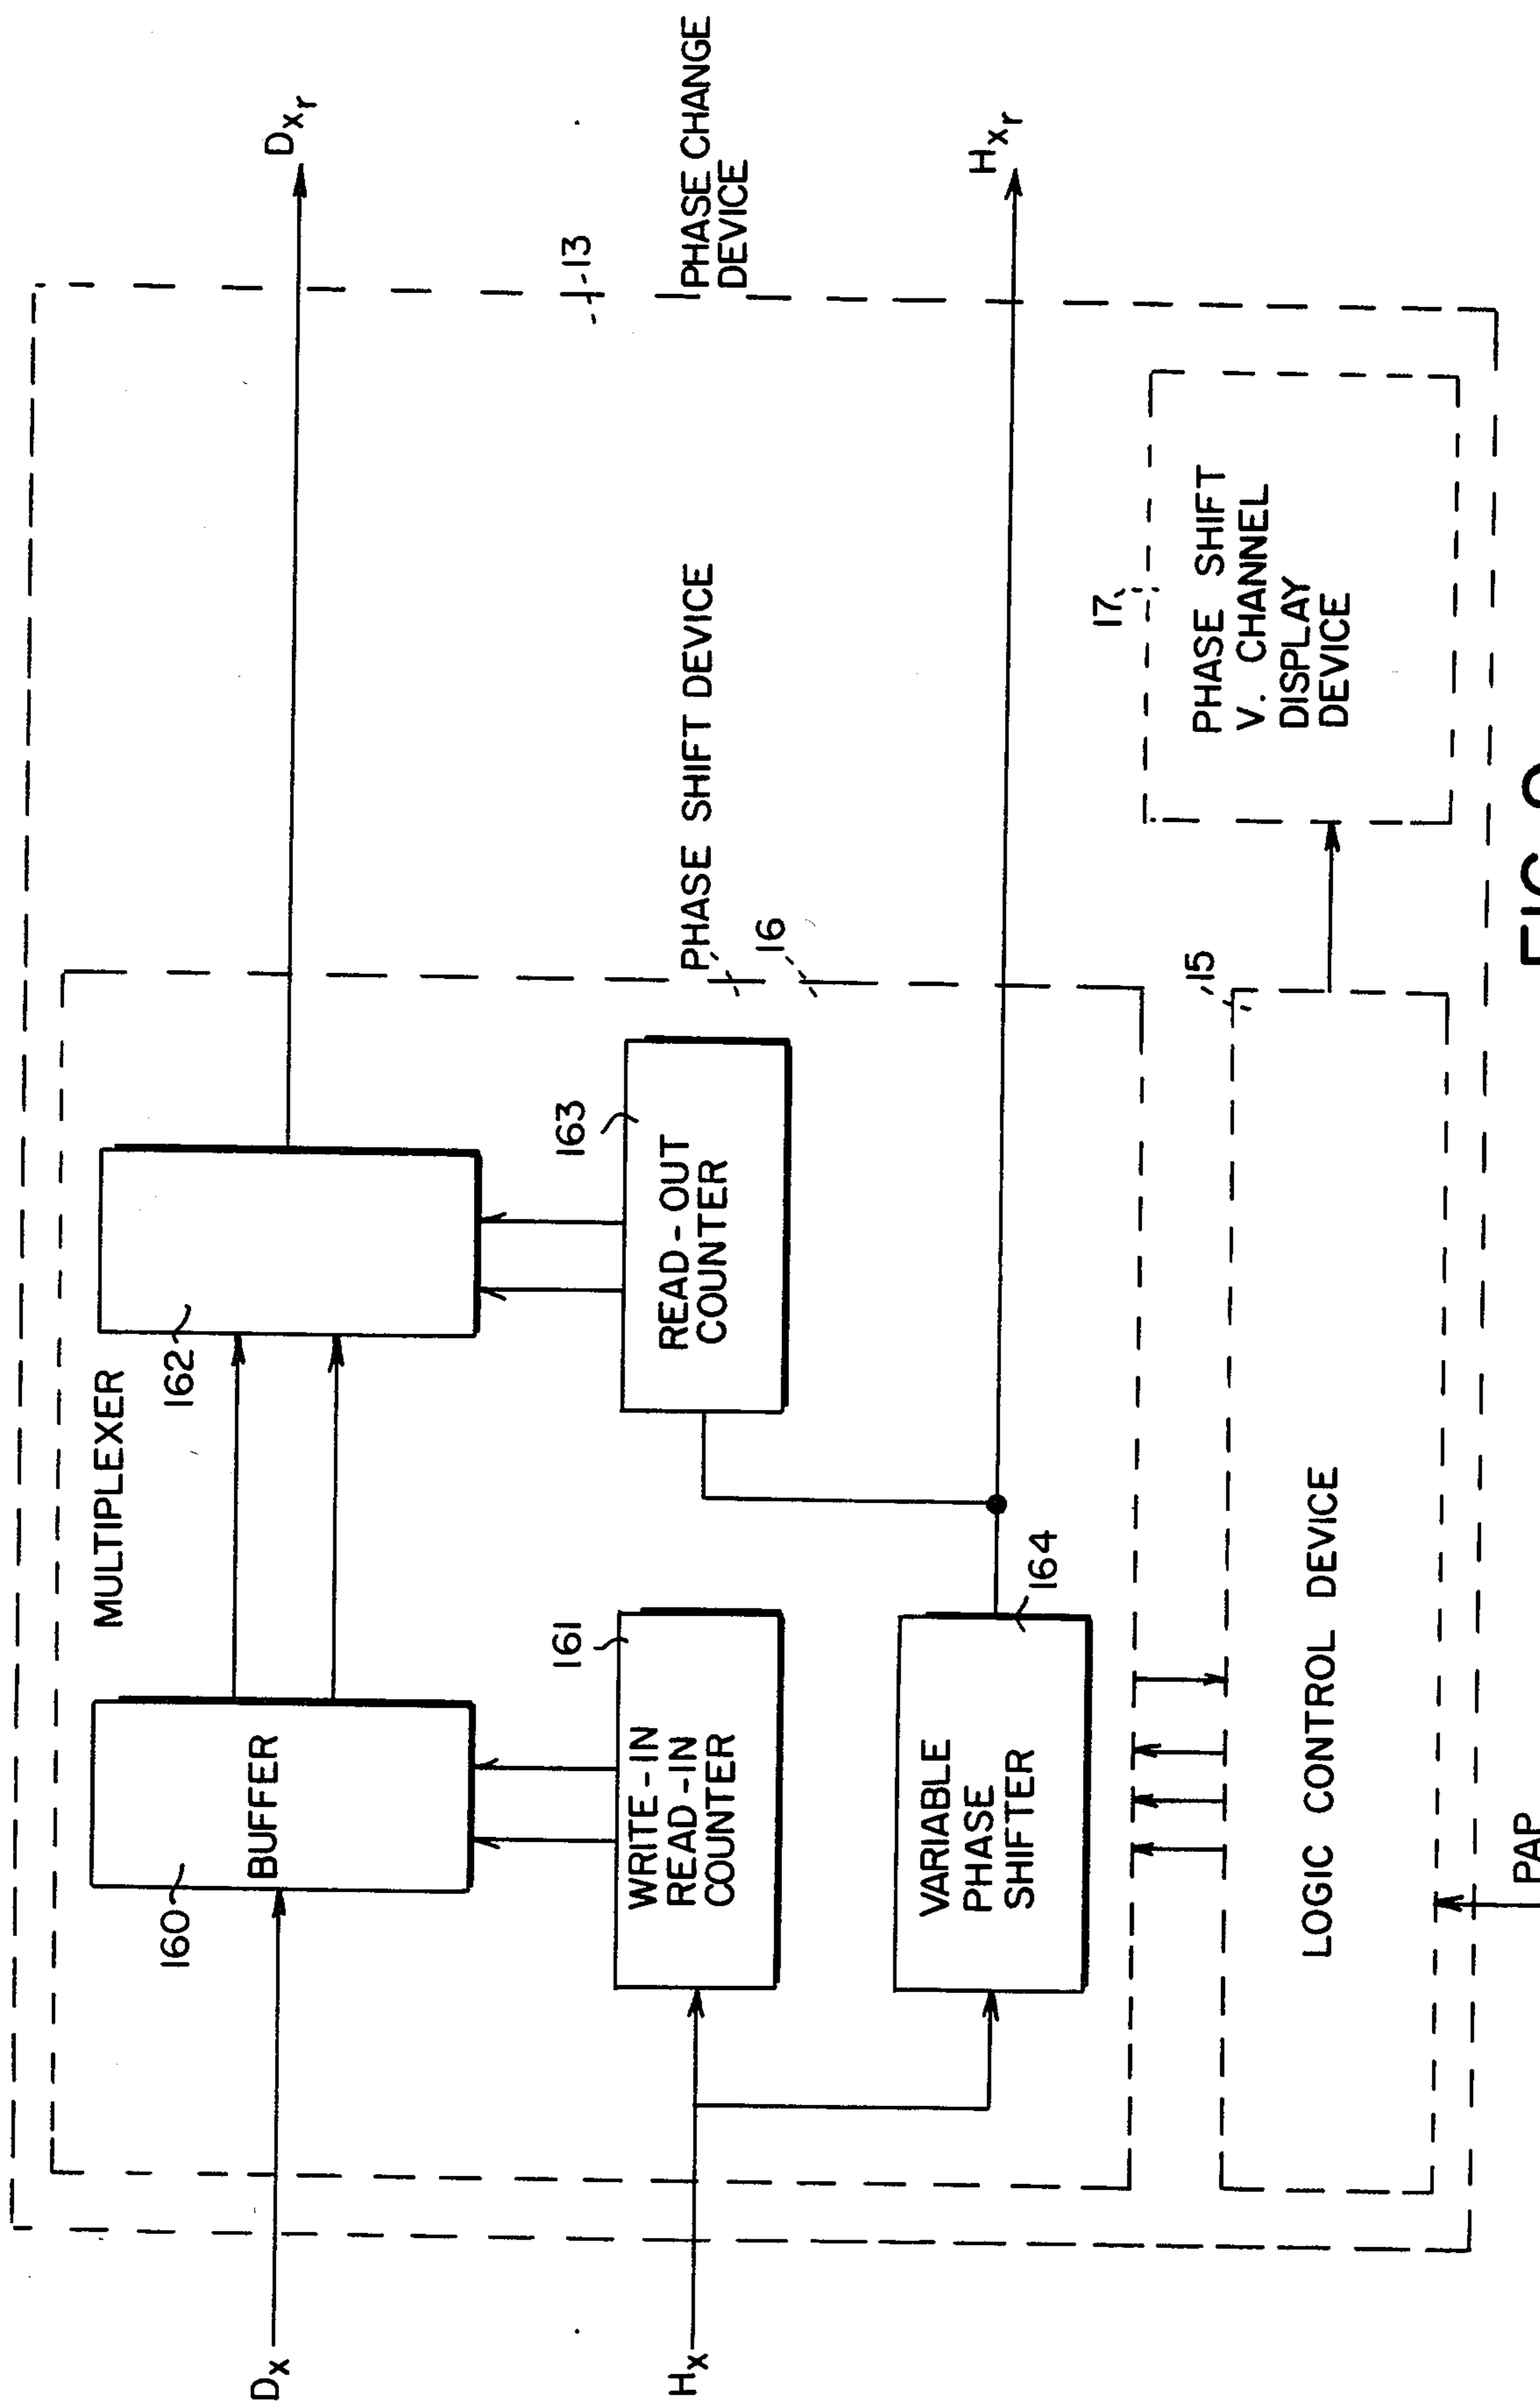 MULTIPLEXER
Dx
160
BUFFER
162
Dxr
161
WRITE-IN
READ-IN
COUNTER
163
READ-OUT
COUNTER
PHASE SHIFT DEVICE
16
13
PHASE CHANGE
DEVICE
Hx
164
VARIABLE
PHASE
SHIFTER
Hxr
15
LOGIC CONTROL DEVICE
17
PHASE SHIFT
V. CHANNEL
DISPLAY
DEVICE
PAP